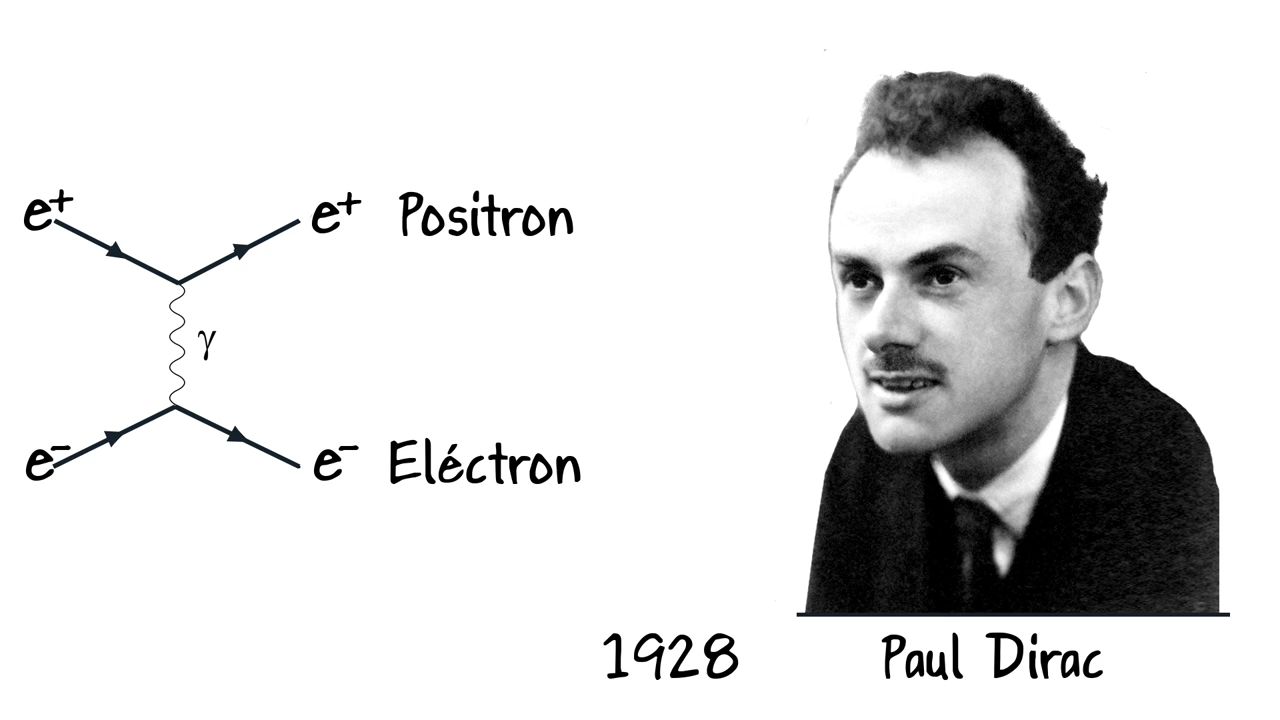 e+ e+ Positron
γ
e- e- Eléctron
1928 Paul Dirac